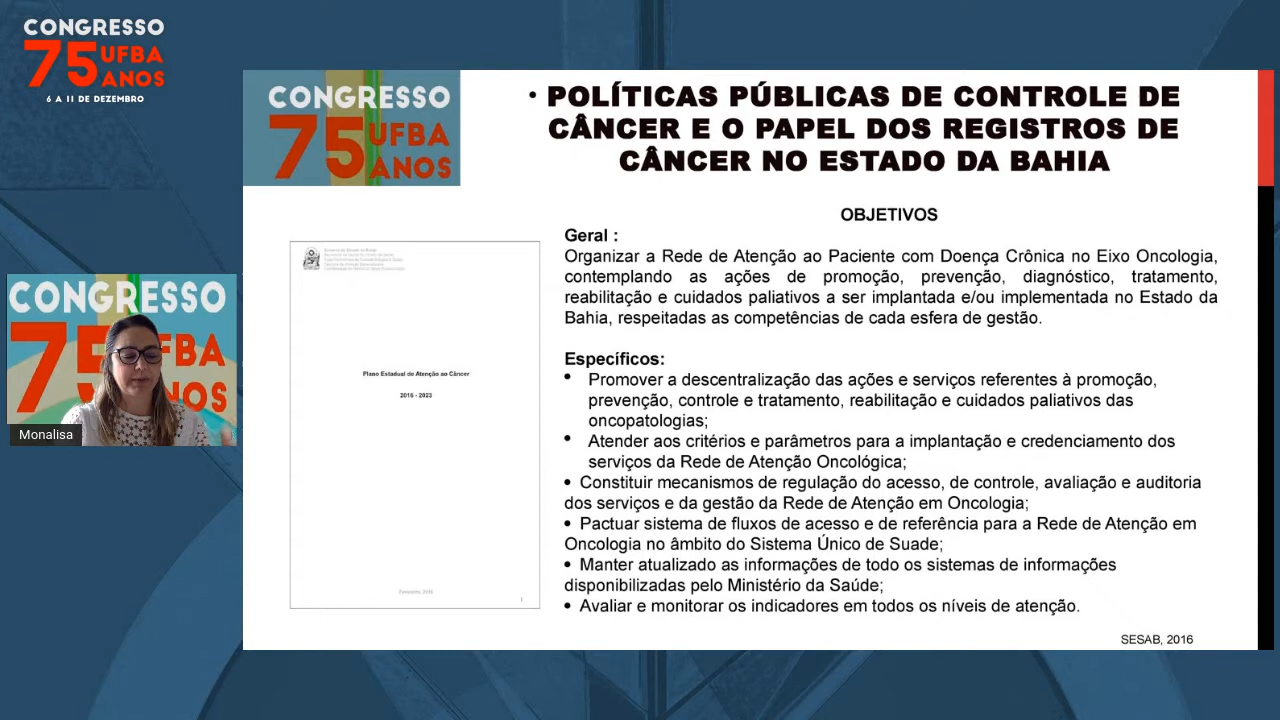 CONGRESSO
75 UFBA
ANOS
6 A 11 DE DEZEMBRO
CONGRESSO
75 UFBA
ANOS
• POLÍTICAS PÚBLICAS DE CONTROLE DE
CÂNCER E O PAPEL DOS REGISTROS DE
CÂNCER NO ESTADO DA BAHIA
CONGRESSO
75 UFBA
ANOS
Monalisa
Plano Estadual de Atenção ao Câncer
2016 - 2923
Fevereiro, 2016
1
OBJETIVOS
Geral :
Organizar a Rede de Atenção ao Paciente com Doença Crônica no Eixo Oncologia,
contemplando as ações de promoção, prevenção, diagnóstico, tratamento,
reabilitação e cuidados paliativos a ser implantada e/ou implementada no Estado da
Bahia, respeitadas as competências de cada esfera de gestão.
Específicos:
• Promover a descentralização das ações e serviços referentes à promoção,
prevenção, controle e tratamento, reabilitação e cuidados paliativos das
oncopatologias;
• Atender aos critérios e parâmetros para a implantação e credenciamento dos
serviços da Rede de Atenção Oncológica;
• Constituir mecanismos de regulação do acesso, de controle, avaliação e auditoria
dos serviços e da gestão da Rede de Atenção em Oncologia;
• Pactuar sistema de fluxos de acesso e de referência para a Rede de Atenção em
Oncologia no âmbito do Sistema Único de Suade;
• Manter atualizado as informações de todo os sistemas de informações
disponibilizadas pelo Ministério da Saúde;
• Avaliar e monitorar os indicadores em todos os níveis de atenção.
SESAB, 2016